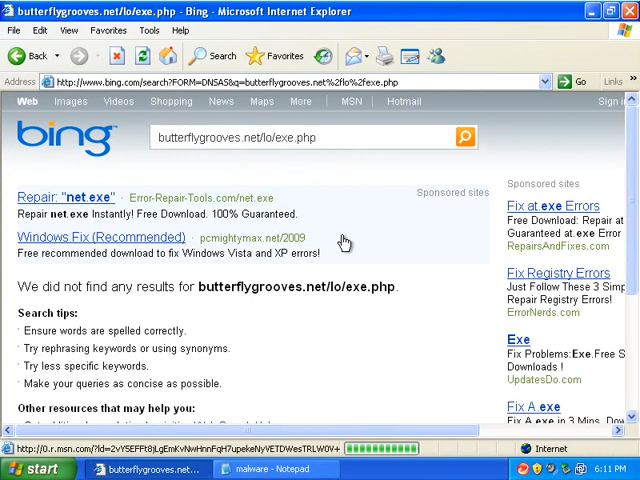 butterflygrooves.net/lo/exe.php - Bing - Microsoft Internet Explorer
File Edit View Favorites Tools Help
Back Search Favorites
Address http://www.bing.com/search?FORM=DNSAS&q=butterflygrooves.net%2flo%2fexe.php Go Links
Web Images Videos Shopping News Maps More MSN Hotmail Sign i
bing butterflygrooves.net/lo/exe.php
Sponsored sites
Repair: "net.exe" · Error-Repair-Tools.com/net.exe
Repair net.exe Instantly! Free Download. 100% Guaranteed.
Windows Fix (Recommended) · pcmightymax.net/2009
Free recommended download to fix Windows Vista and XP errors!
We did not find any results for butterflygrooves.net/lo/exe.php.
Search tips:
· Ensure words are spelled correctly.
· Try rephrasing keywords or using synonyms.
· Try less specific keywords.
· Make your queries as concise as possible.
Other resources that may help you:
Sponsored sites
Fix at.exe Errors
Free Download: Repair at
Guaranteed at.exe Error
RepairsAndFixes.com
Fix Registry Errors
Just Follow These 3 Simp
Repair Registry Errors!
ErrorNerds.com
Exe
Fix Problems:Exe.Free S
Downloads !
UpdatesDo.com
Fix A.exe
Fix A.exe in 3 Mins. Dow
Internet
start butterflygrooves.net... malware - Notepad 6:11 PM